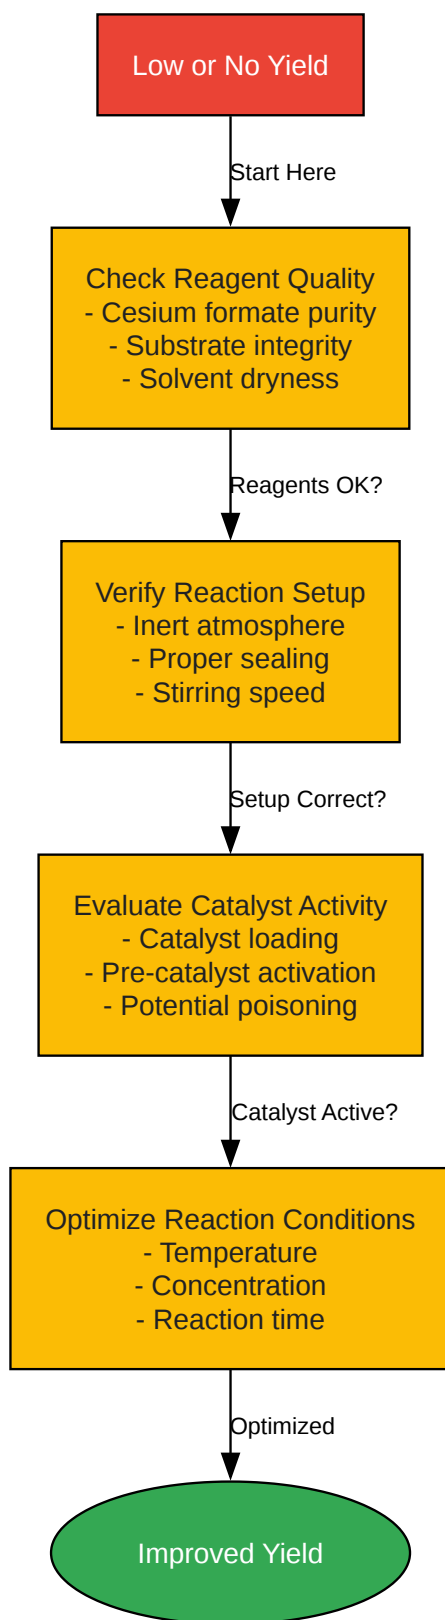 Low or No Yield
Start Here
Check Reagent Quality
- Cesium formate purity
- Substrate integrity
- Solvent dryness
Reagents OK?
Verify Reaction Setup
- Inert atmosphere
- Proper sealing
- Stirring speed
Setup Correct?
Evaluate Catalyst Activity
- Catalyst loading
- Pre-catalyst activation
- Potential poisoning
Catalyst Active?
Optimize Reaction Conditions
- Temperature
- Concentration
- Reaction time
Optimized
Improved Yield